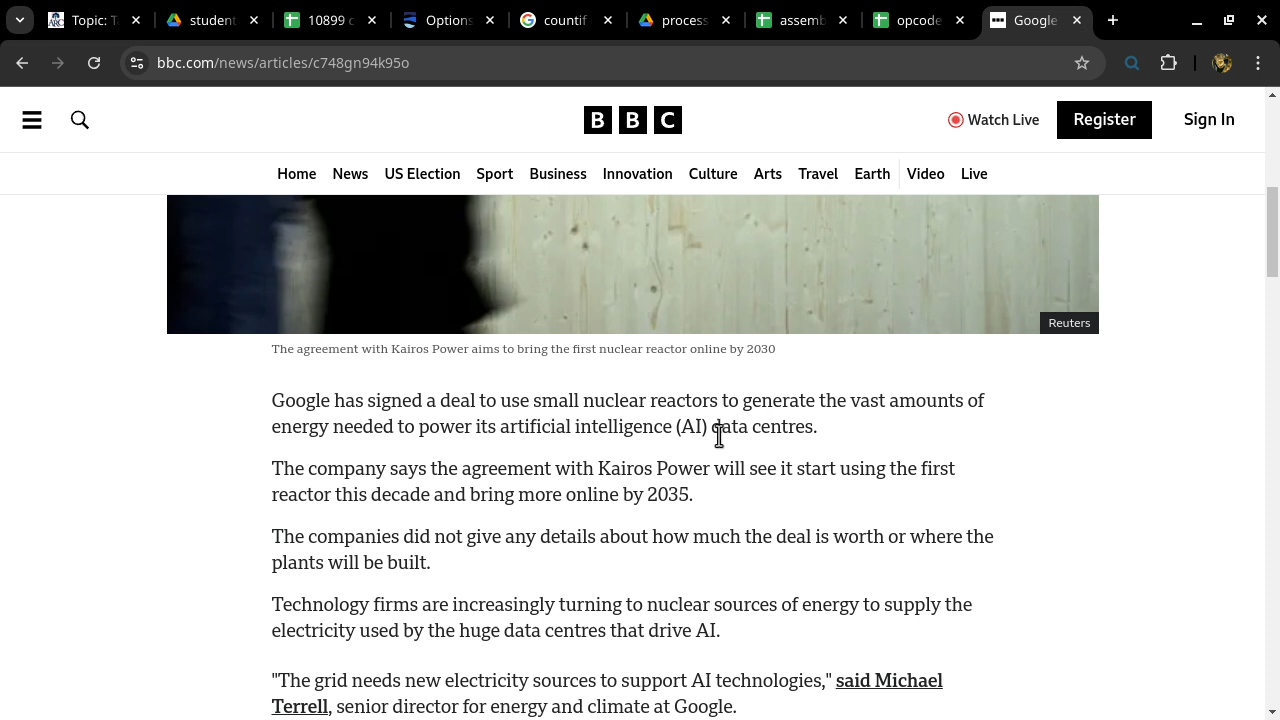 Topic: T
student
10899 c
Options
countif
process
assemb
opcode
Google
bbc.com/news/articles/c748gn94k95o
BBC
Watch Live
Register
Sign In
Home
News
US Election
Sport
Business
Innovation
Culture
Arts
Travel
Earth
Video
Live
Reuters
The agreement with Kairos Power aims to bring the first nuclear reactor online by 2030
Google has signed a deal to use small nuclear reactors to generate the vast amounts of
energy needed to power its artificial intelligence (AI) data centres.
The company says the agreement with Kairos Power will see it start using the first
reactor this decade and bring more online by 2035.
The companies did not give any details about how much the deal is worth or where the
plants will be built.
Technology firms are increasingly turning to nuclear sources of energy to supply the
electricity used by the huge data centres that drive AI.
"The grid needs new electricity sources to support AI technologies," said Michael
Terrell, senior director for energy and climate at Google.